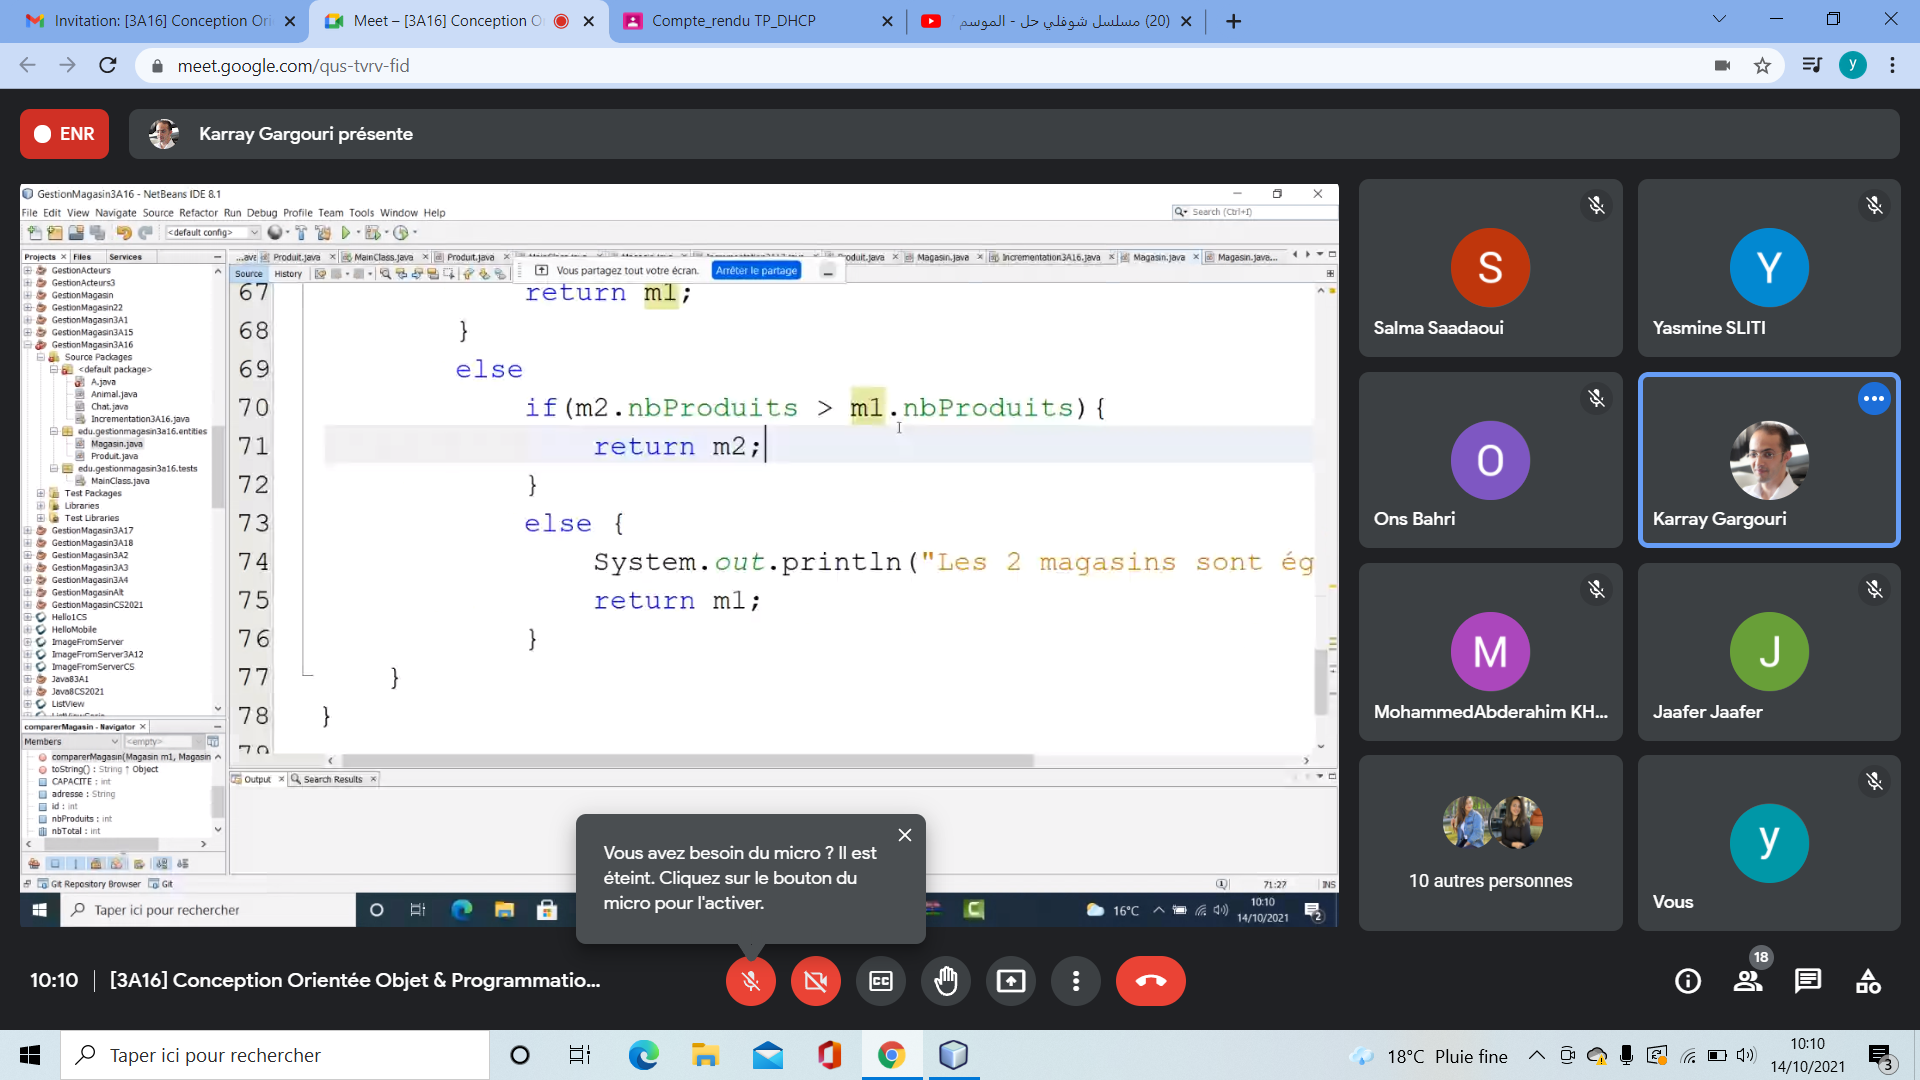 Invitation: [3A16] Conception Ori
Meet – [3A16] Conception O
Compte_rendu TP_DHCP
(20) مسلسل شوفلي حل - الموسم
meet.google.com/qus-tvrv-fid
y
ENR
Karray Gargouri présente
GestionMagasin3A16 - NetBeans IDE 8.1
File Edit View Navigate Source Refactor Run Debug Profile Team Tools Window Help
Search (Ctrl+I)
<default config>
Projects Files Services
Produit.java MainClass.java Produit.java Magasin.java Incrementation3A16.java Magasin.java Magasin.java...
Source History
Vous partagez tout votre écran. Arrêter le partage
GestionActeurs
GestionActeurs3
GestionMagasin
GestionMagasin22
GestionMagasin3A1
GestionMagasin3A15
GestionMagasin3A16
Source Packages
<default package>
A.java
Animal.java
Chat.java
Incrementation3A16.java
edu.gestionmagasin3a16.entities
Magasin.java
Produit.java
edu.gestionmagasin3a16.tests
MainClass.java
Test Packages
Libraries
Test Libraries
GestionMagasin3A17
GestionMagasin3A18
GestionMagasin3A2
GestionMagasin3A3
GestionMagasin3A4
GestionMagasinAlt
GestionMagasinCS2021
Hello1CS
HelloMobile
ImageFromServer
ImageFromServer3A12
ImageFromServerCS
Java83A1
Java8CS2021
ListView
67 return m1;
68 }
69 else
70 if(m2.nbProduits > m1.nbProduits){
71 return m2;
72 }
73 else {
74 System.out.println("Les 2 magasins sont ég
75 return m1;
76 }
77 }
78 }
79
comparerMagasin - Navigator
Members <empty>
comparerMagasin(Magasin m1, Magasin
toString() : String ↑ Object
CAPACITE : int
adresse : String
id : int
nbProduits : int
nbTotal : int
Output Search Results
Git Repository Browser Git
71:27 INS
Taper ici pour rechercher
16°C
10:10
14/10/2021
2
Vous avez besoin du micro ? Il est
éteint. Cliquez sur le bouton du
micro pour l'activer.
S
Salma Saadaoui
Y
Yasmine SLITI
O
Ons Bahri
Karray Gargouri
M
MohammedAbderahim KH...
J
Jaafer Jaafer
10 autres personnes
y
Vous
10:10 [3A16] Conception Orientée Objet & Programmatio...
18
Taper ici pour rechercher
18°C Pluie fine
10:10
14/10/2021
3